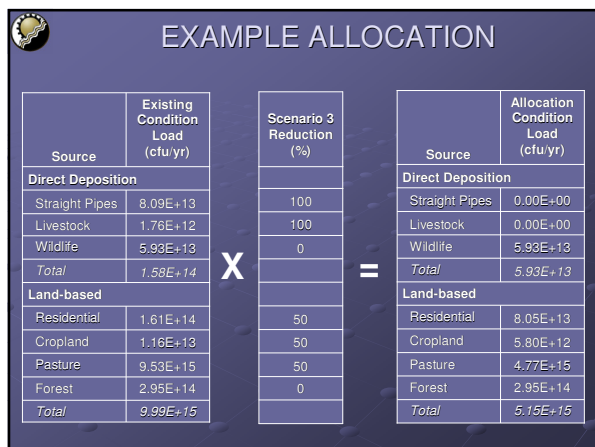 EXAMPLE ALLOCATION
Source
Existing
Condition
Load
(cfu/yr)
Direct Deposition
Straight Pipes 8.09E+13
Livestock 1.76E+12
Wildlife 5.93E+13
Total 1.58E+14
Land-based
Residential 1.61E+14
Cropland 1.16E+13
Pasture 9.53E+15
Forest 2.95E+14
Total 9.99E+15
X
Scenario 3
Reduction
(%)
100
100
0
50
50
50
0
=
Source
Allocation
Condition
Load
(cfu/yr)
Direct Deposition
Straight Pipes 0.00E+00
Livestock 0.00E+00
Wildlife 5.93E+13
Total 5.93E+13
Land-based
Residential 8.05E+13
Cropland 5.80E+12
Pasture 4.77E+15
Forest 2.95E+14
Total 5.15E+15